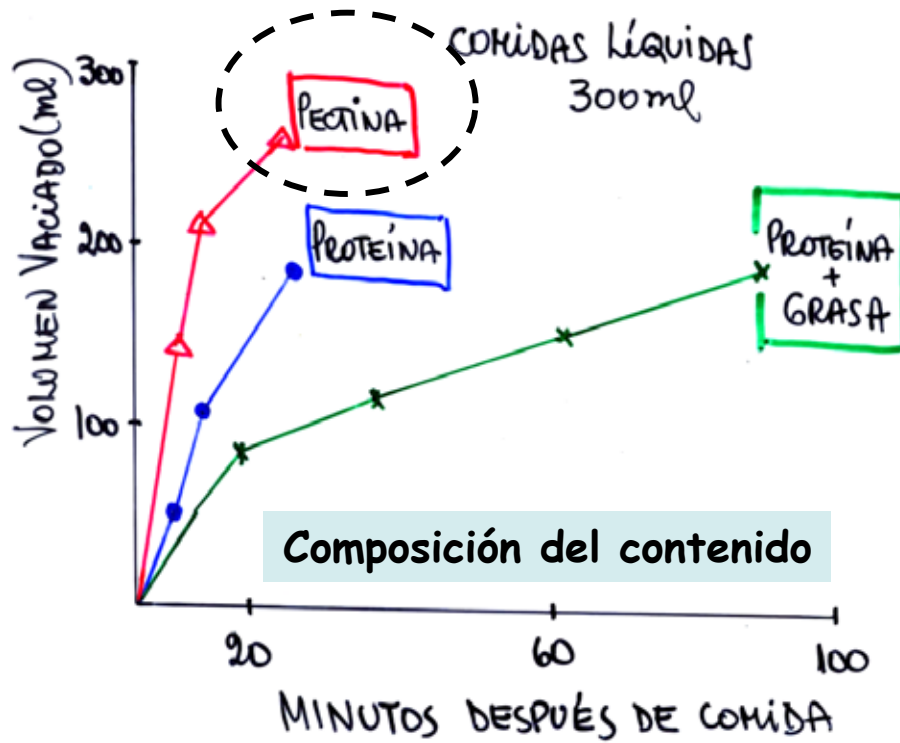 COMIDAS LÍQUIDAS
300ml
VOLUMEN VACIADO (ml)
300
200
100
PECTINA
PROTEÍNA
PROTEÍNA
+
GRASA
Composición del contenido
20
60
100
MINUTOS DESPUÉS DE COMIDA